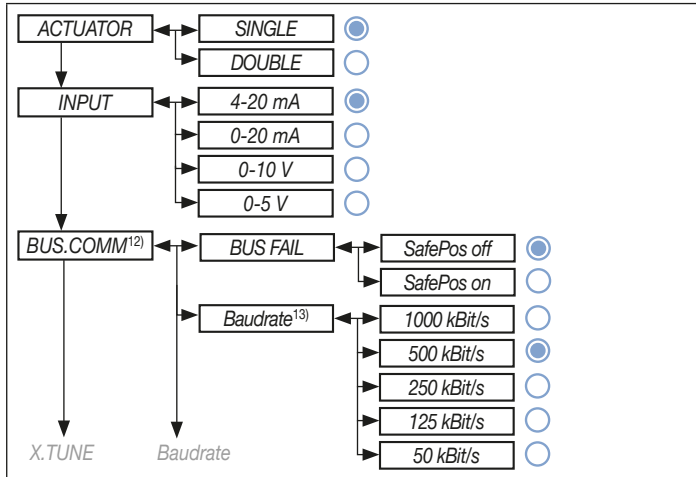 ACTUATOR SINGLE
DOUBLE
INPUT 4-20 mA
0-20 mA
0-10 V
0-5 V
BUS.COMM¹²⁾ BUS FAIL SafePos off
SafePos on
Baudrate¹³⁾ 1000 kBit/s
500 kBit/s
250 kBit/s
125 kBit/s
X.TUNE Baudrate 50 kBit/s